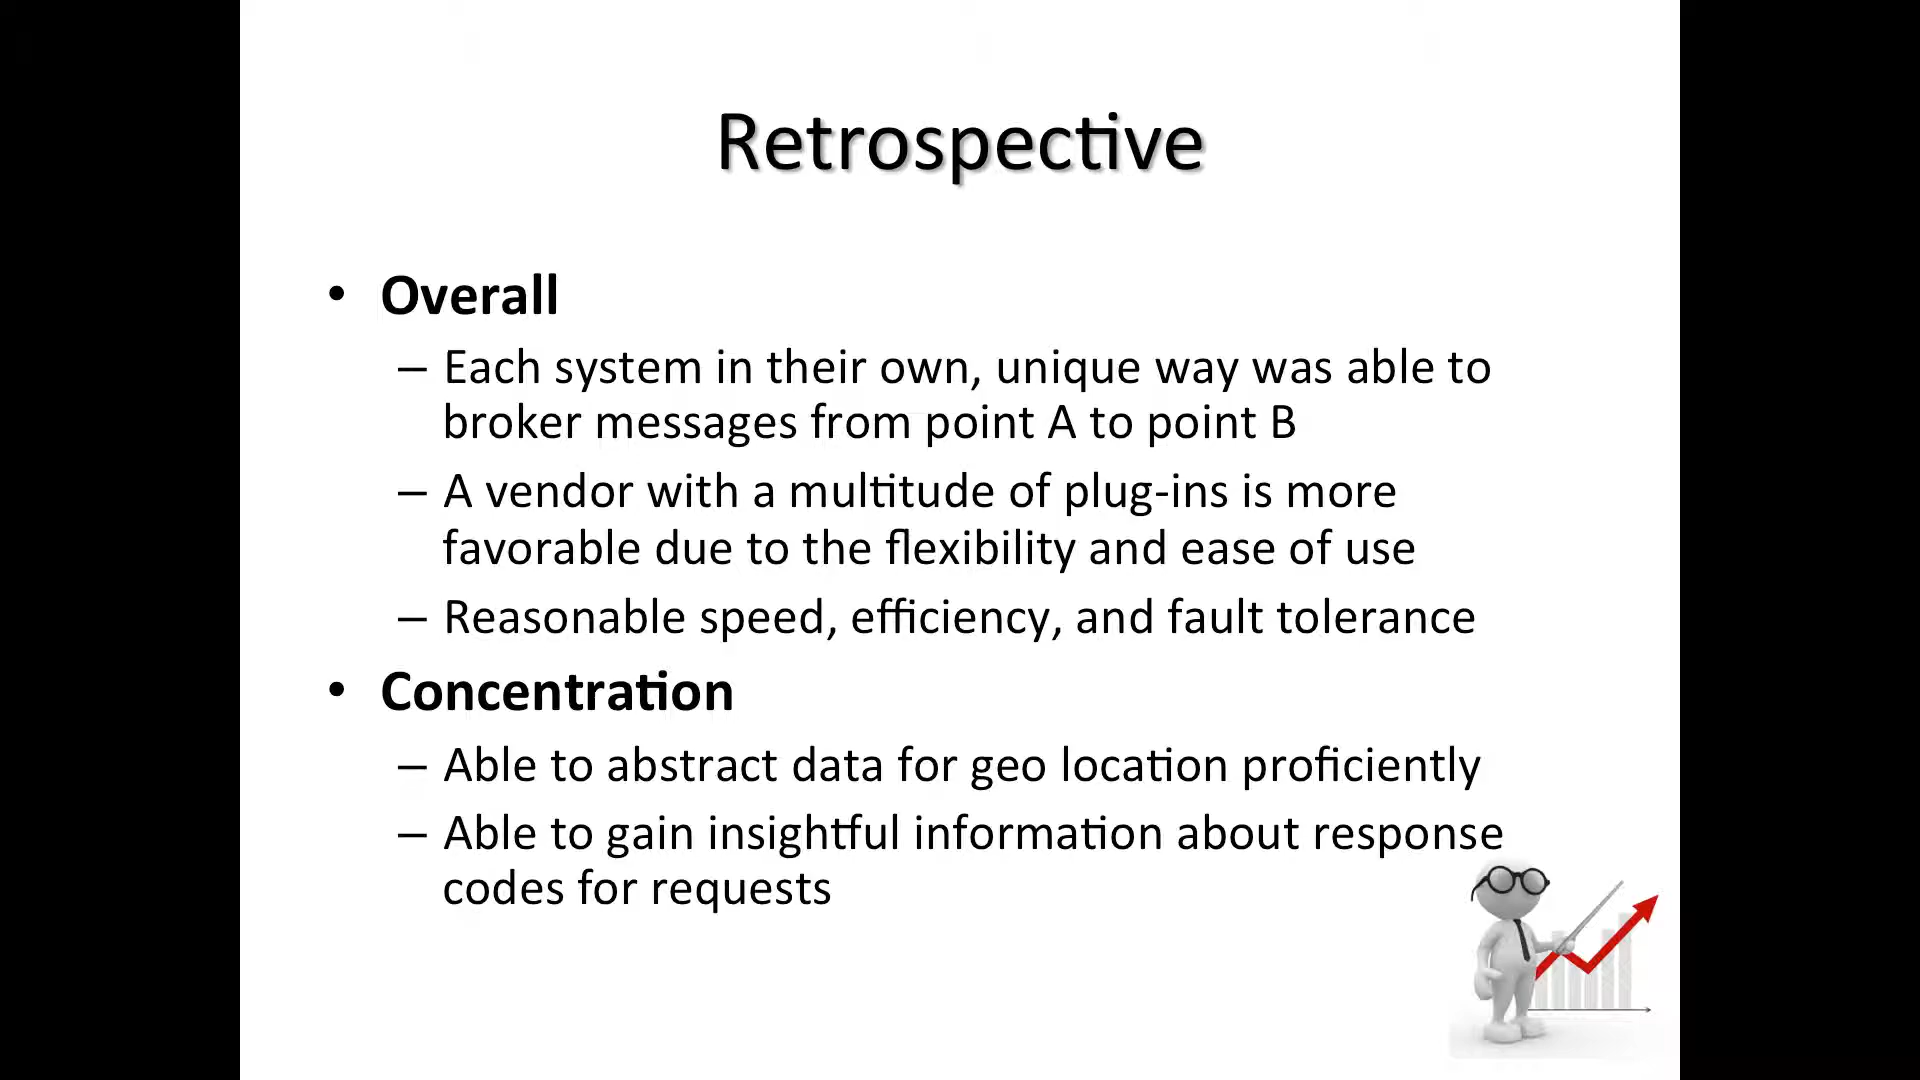 Retrospective
• Overall
– Each system in their own, unique way was able to
broker messages from point A to point B
– A vendor with a multitude of plug-ins is more
favorable due to the flexibility and ease of use
– Reasonable speed, efficiency, and fault tolerance
• Concentration
– Able to abstract data for geo location proficiently
– Able to gain insightful information about response
codes for requests